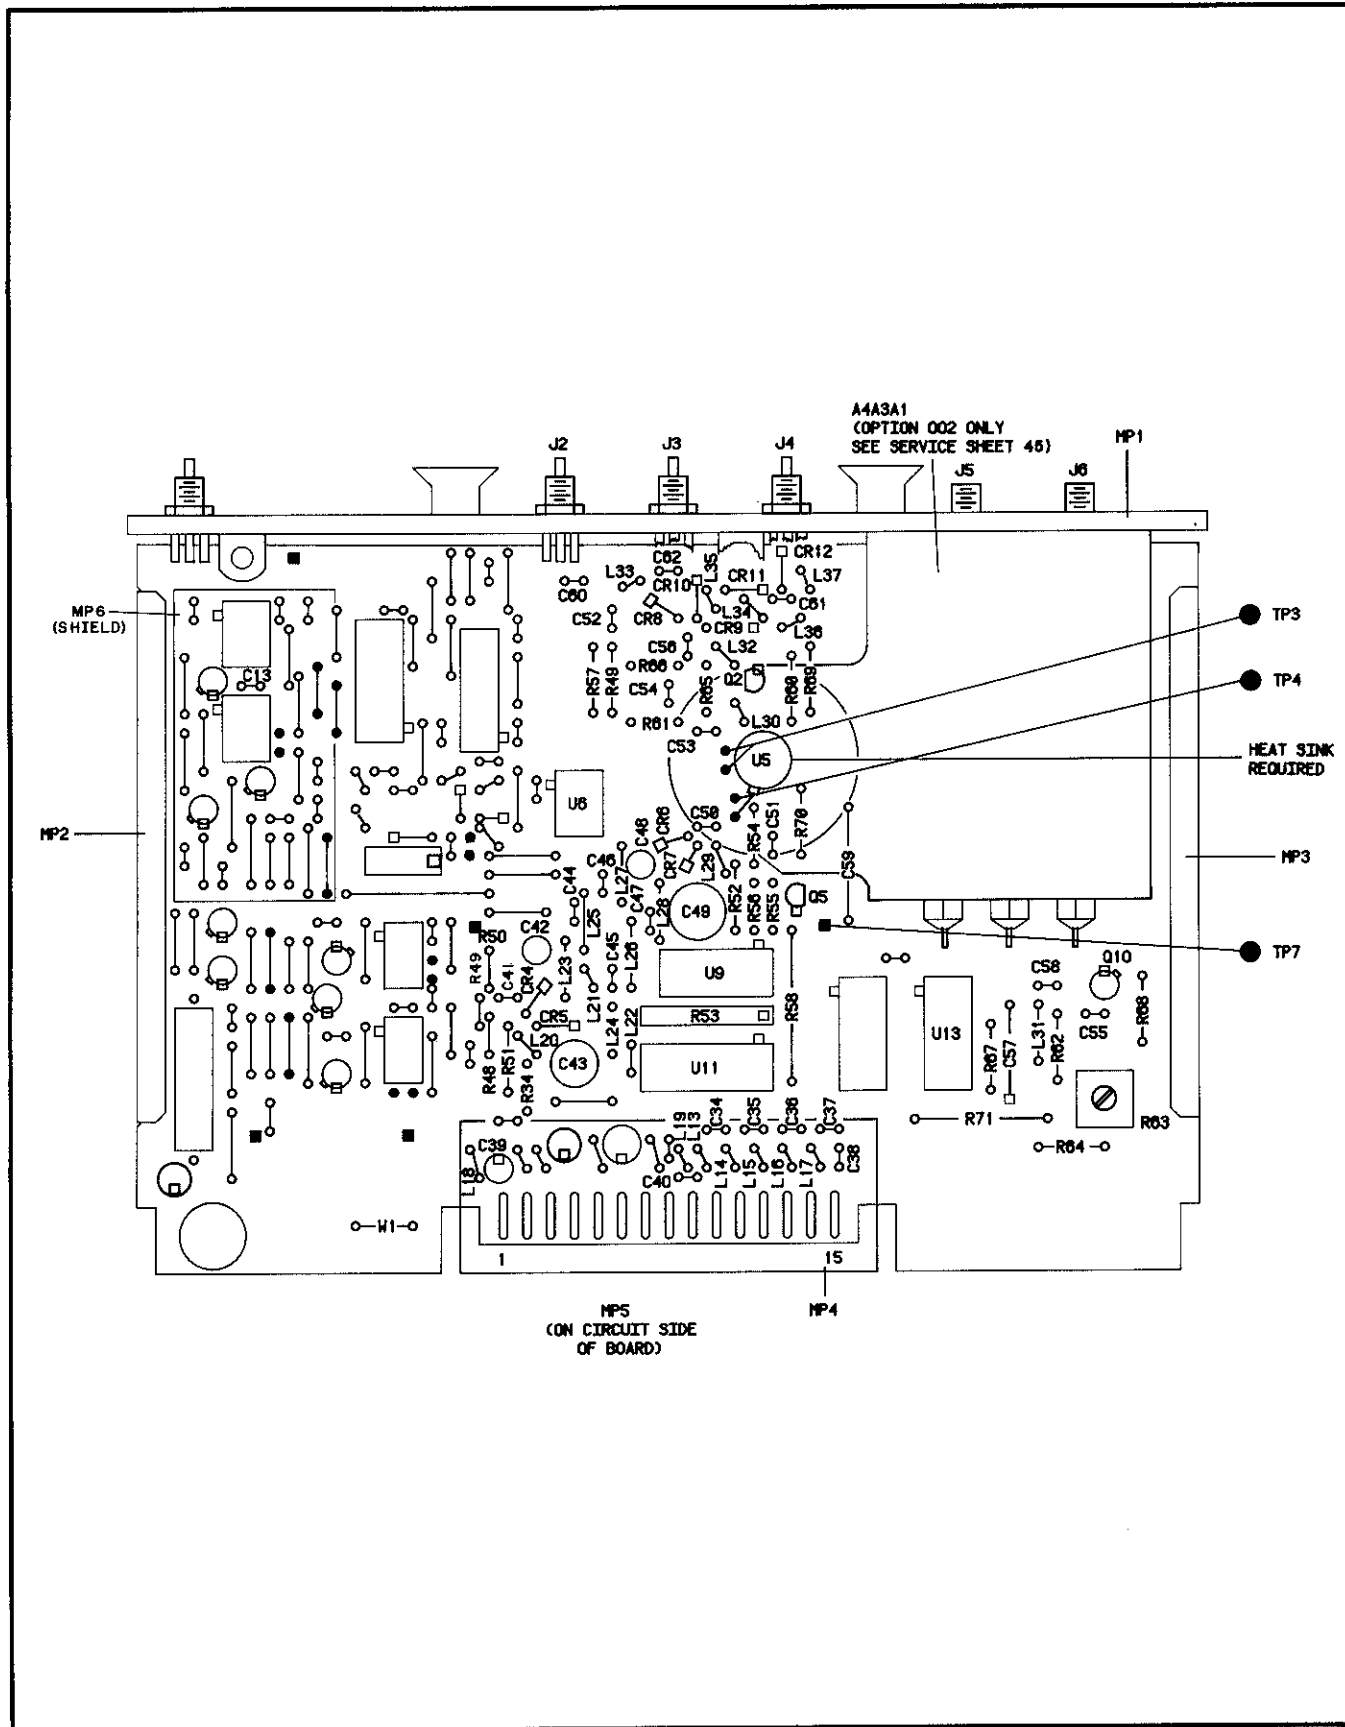 A4A3A1
(OPTION 002 ONLY
SEE SERVICE SHEET 46)
MP1
J2
J3
J4
J5
J6
C62
L35
CR12
L33
CR10
CR11
L37
C60
C61
MP6
(SHIELD)
C52
CR8
L34
CR9
L36
TP3
C56
L32
R57
R49
R66
C13
C54
R65
Q2
R60
R69
TP4
R61
L30
C53
U5
HEAT SINK
REQUIRED
U6
C50
C51
R70
MP2
C48
CR6
R54
CR7
L29
C59
MP3
C46
L27
C44
C47
L28
C49
R52
R56
R55
Q5
R50
C42
L25
R49
C41
CR4
L23
C45
L26
U9
Q10
TP7
C58
L21
R53
R58
R68
CR5
L24
L22
U13
C55
L20
R67
C57
L31
R62
R48
R51
R34
C43
U11
R63
L19
L13
C34
C35
C36
C37
R71
C39
R64
L18
C40
L14
L15
L16
L17
C38
W1
1
15
MP5
(ON CIRCUIT SIDE
OF BOARD)
MP4